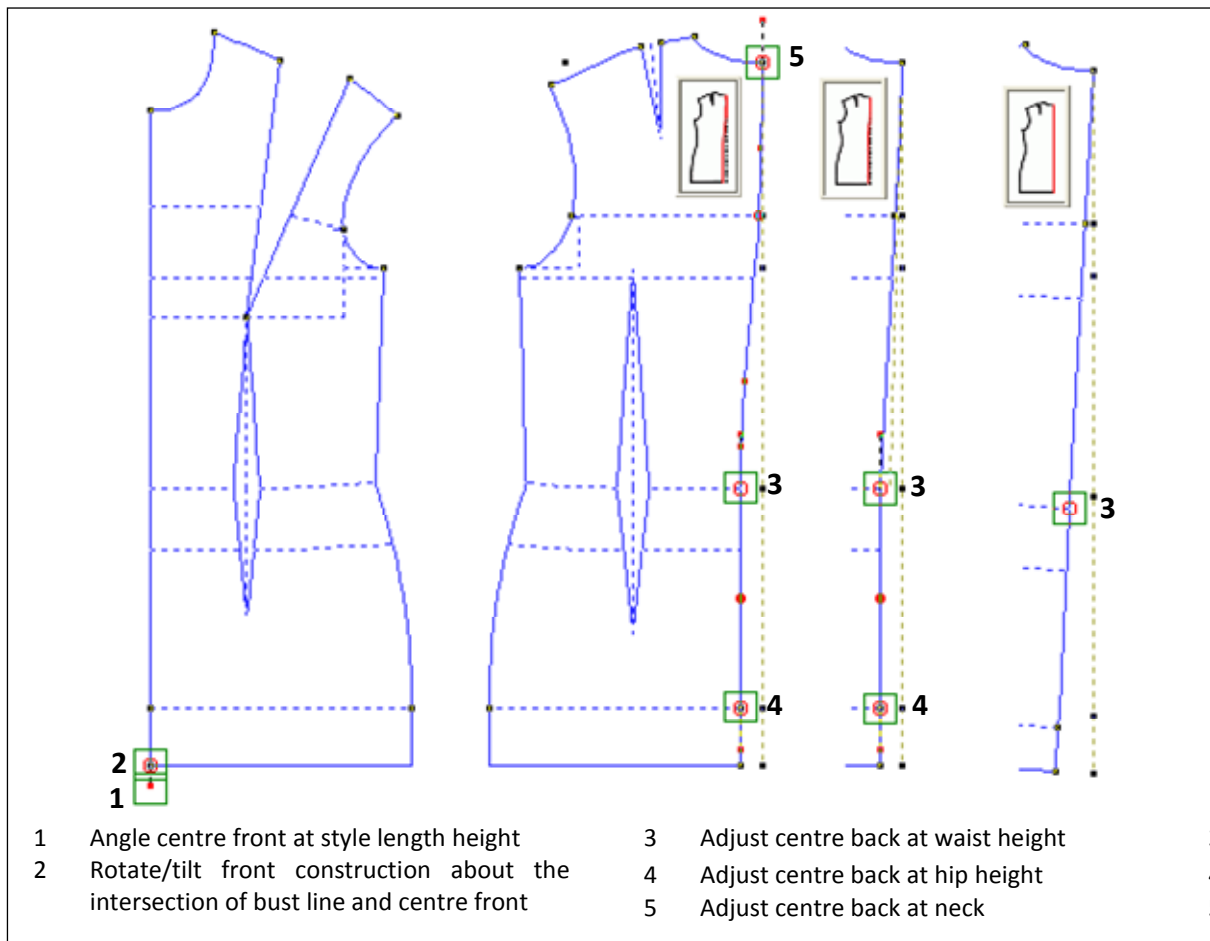 5
3
3
3
4
4
2
1
1 Angle centre front at style length height
2 Rotate/tilt front construction about the
intersection of bust line and centre front
3 Adjust centre back at waist height
4 Adjust centre back at hip height
5 Adjust centre back at neck